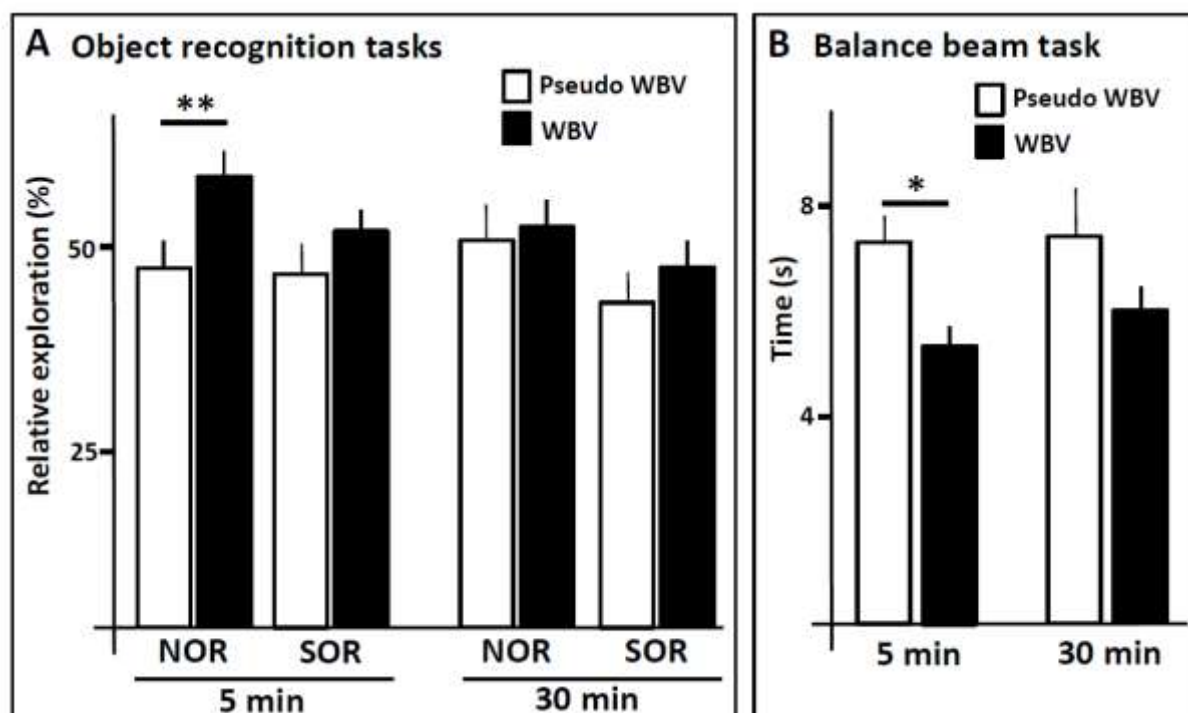 A Object recognition tasks
Pseudo WBV
WBV
**
Relative exploration (%)
50
25
NOR SOR NOR SOR
5 min 30 min
B Balance beam task
Pseudo WBV
WBV
*
Time (s)
8
4
5 min 30 min